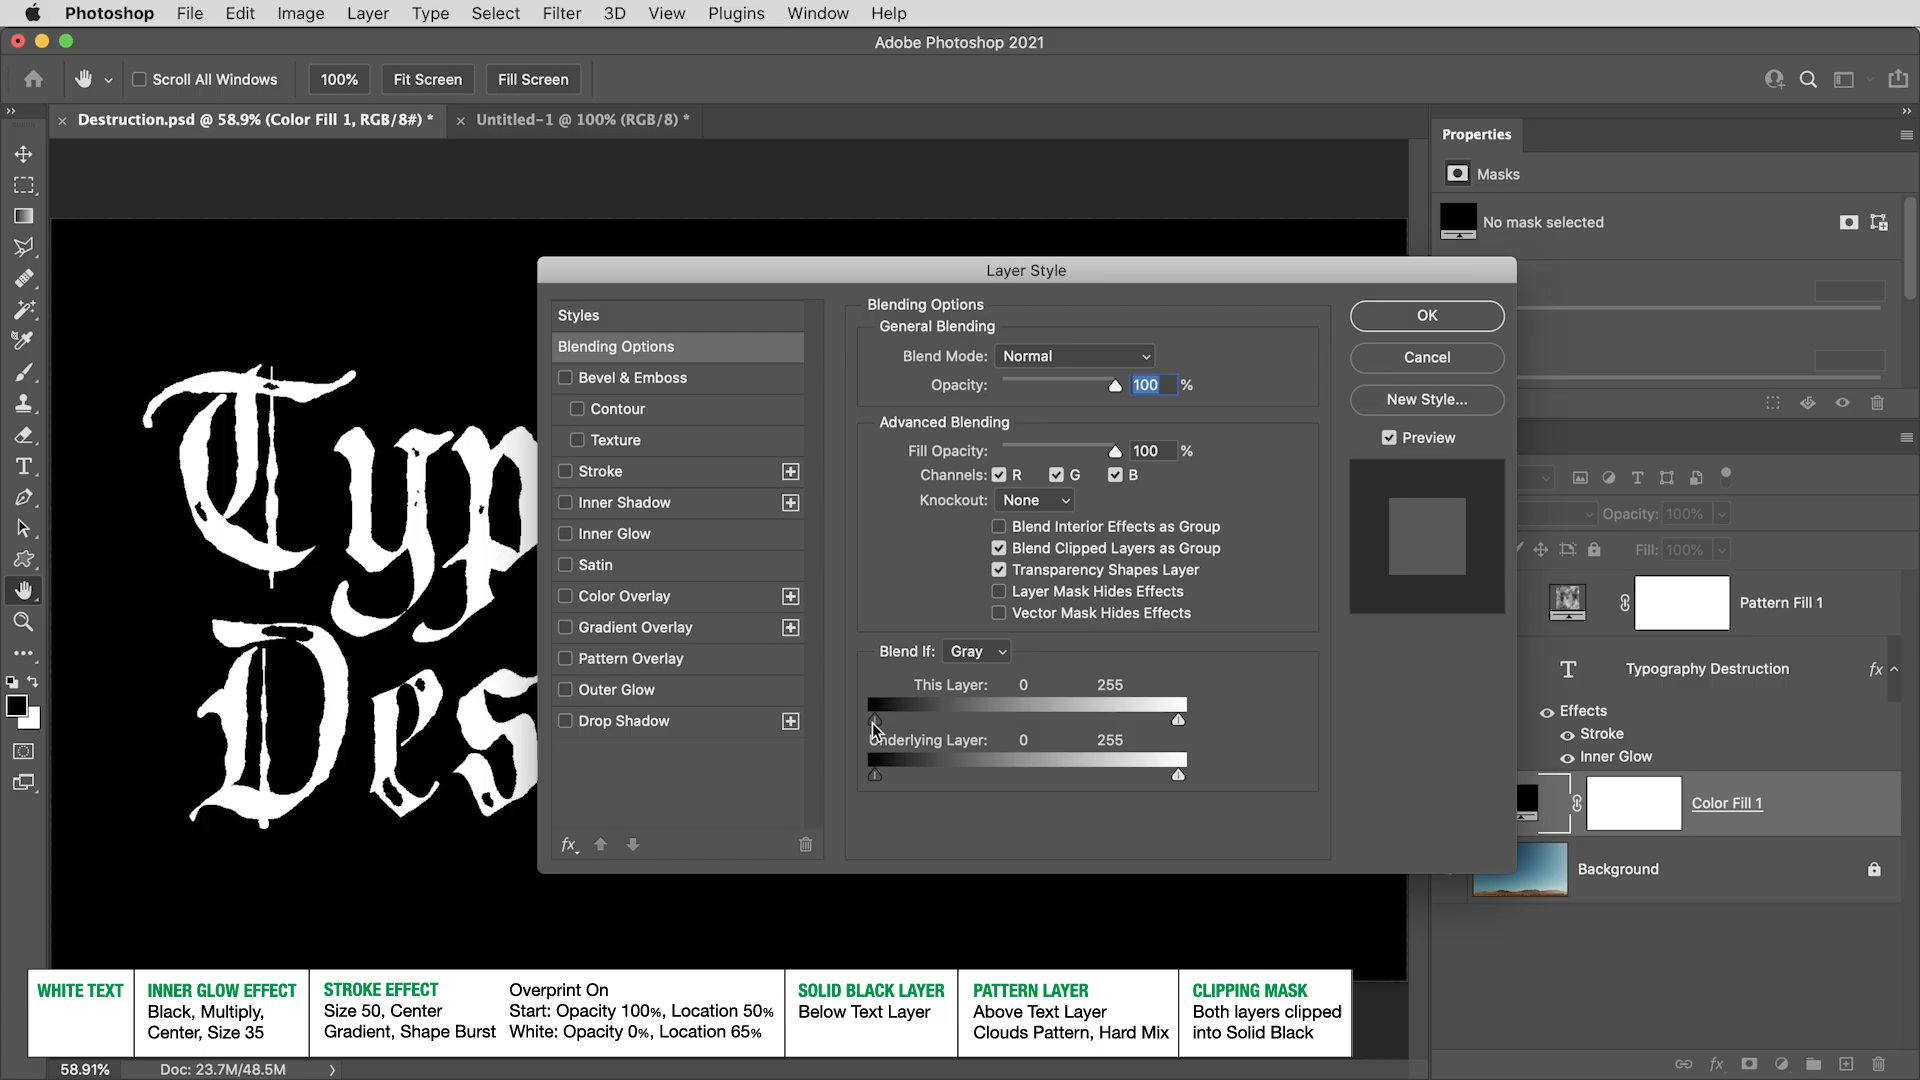 Photoshop File Edit Image Layer Type Select Filter 3D View Plugins Window Help
Adobe Photoshop 2021
Scroll All Windows 100% Fit Screen Fill Screen
Destruction.psd @ 58.9% (Color Fill 1, RGB/8#) * Untitled-1 @ 100% (RGB/8) *
Properties
Masks
No mask selected
Typ
Des
Layer Style
Styles
Blending Options
Bevel & Emboss
Contour
Texture
Stroke
Inner Shadow
Inner Glow
Satin
Color Overlay
Gradient Overlay
Pattern Overlay
Outer Glow
Drop Shadow
fx
Blending Options
General Blending
Blend Mode: Normal
Opacity: 100 %
Advanced Blending
Fill Opacity: 100 %
Channels: R G B
Knockout: None
Blend Interior Effects as Group
Blend Clipped Layers as Group
Transparency Shapes Layer
Layer Mask Hides Effects
Vector Mask Hides Effects
Blend If: Gray
This Layer: 0 255
Underlying Layer: 0 255
OK
Cancel
New Style...
Preview
Opacity: 100%
Fill: 100%
Pattern Fill 1
T Typography Destruction fx
Effects
Stroke
Inner Glow
Color Fill 1
Background
WHITE TEXT
INNER GLOW EFFECT
Black, Multiply,
Center, Size 35
STROKE EFFECT
Size 50, Center
Gradient, Shape Burst
Overprint On
Start: Opacity 100%, Location 50%
White: Opacity 0%, Location 65%
SOLID BLACK LAYER
Below Text Layer
PATTERN LAYER
Above Text Layer
Clouds Pattern, Hard Mix
CLIPPING MASK
Both layers clipped
into Solid Black
58.91% Doc: 23.7M/48.5M
fx